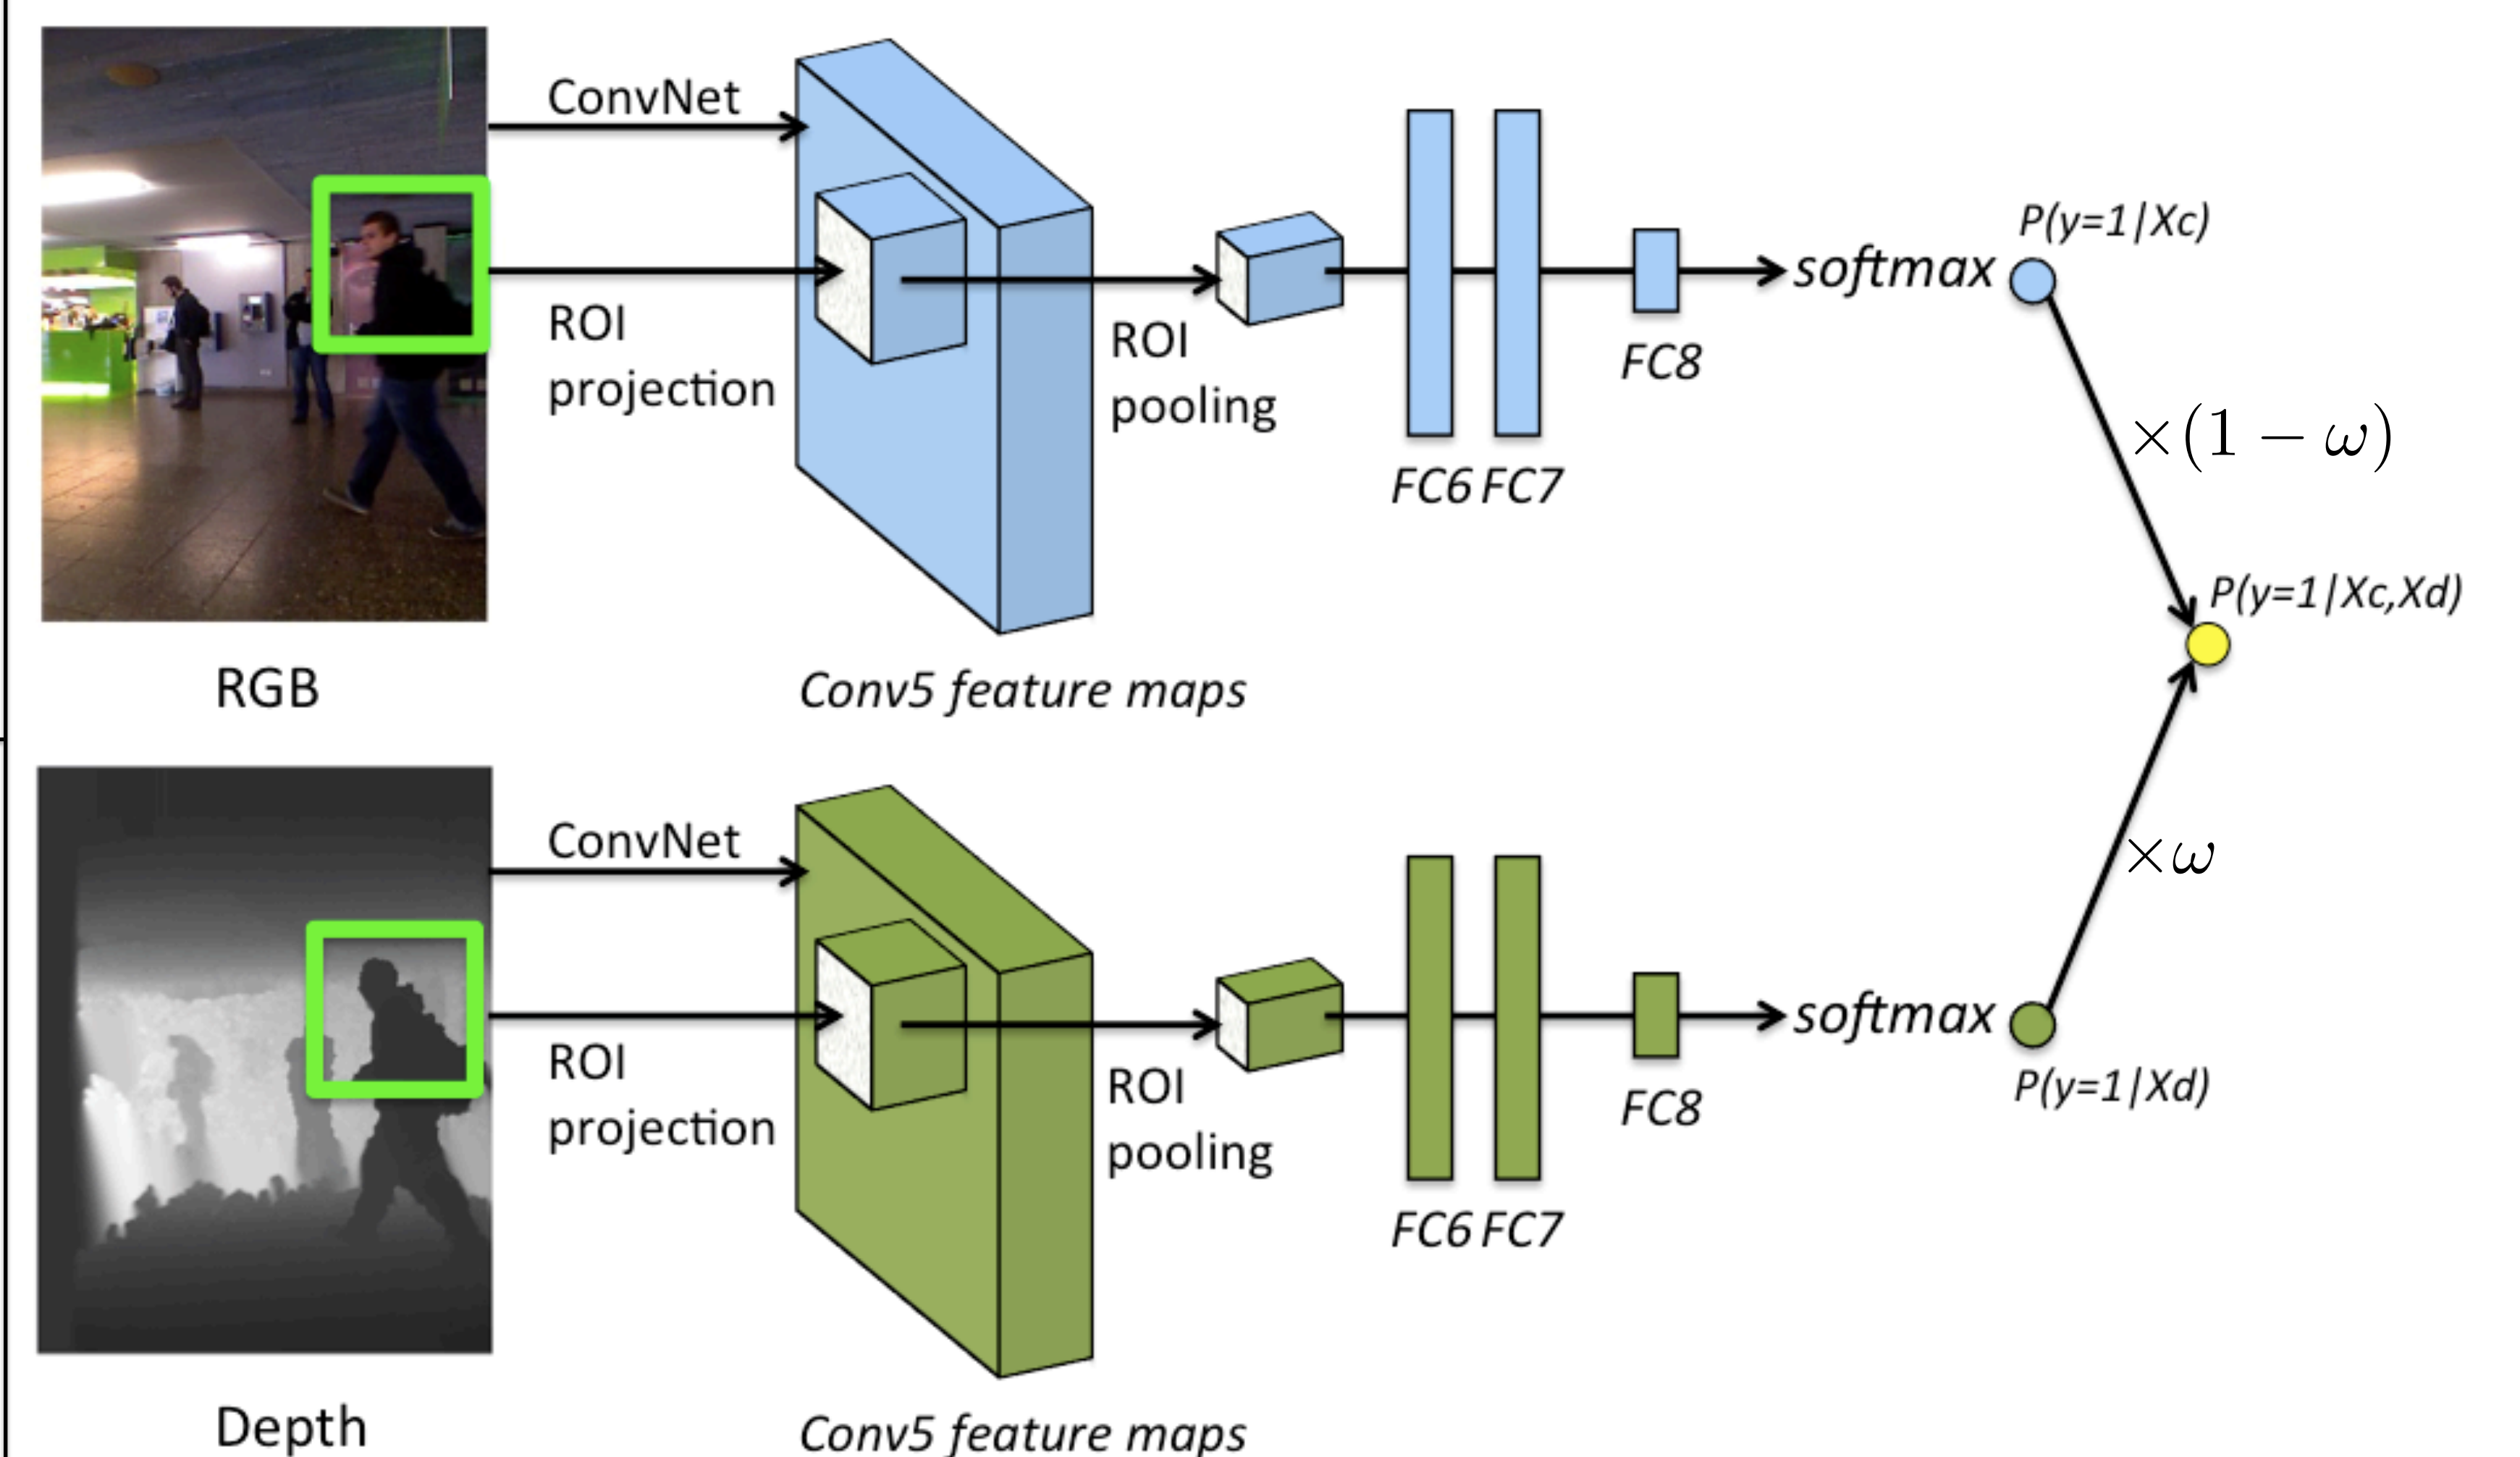 ConvNet
ROI
projection
ROI
pooling
FC6 FC7
FC8
softmax
P(y=1|Xc)
×(1 − ω)
P(y=1|Xc,Xd)
RGB
Conv5 feature maps
ConvNet
ROI
projection
ROI
pooling
FC6 FC7
FC8
softmax
P(y=1|Xd)
×ω
Depth
Conv5 feature maps